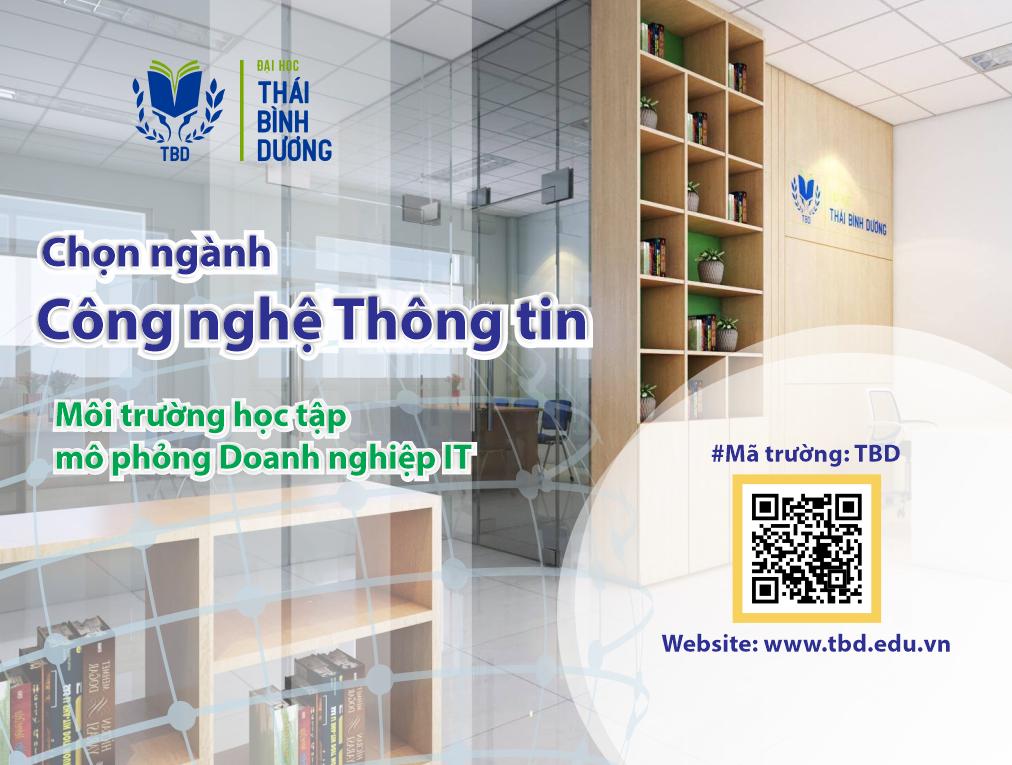 ĐẠI HỌC
THÁI
BÌNH
DƯƠNG
TBD
TBD
THÁI BÌNH DƯƠNG
Chọn ngành
Công nghệ Thông tin
Môi trường học tập
mô phỏng Doanh nghiệp IT
#Mã trường: TBD
Website: www.tbd.edu.vn